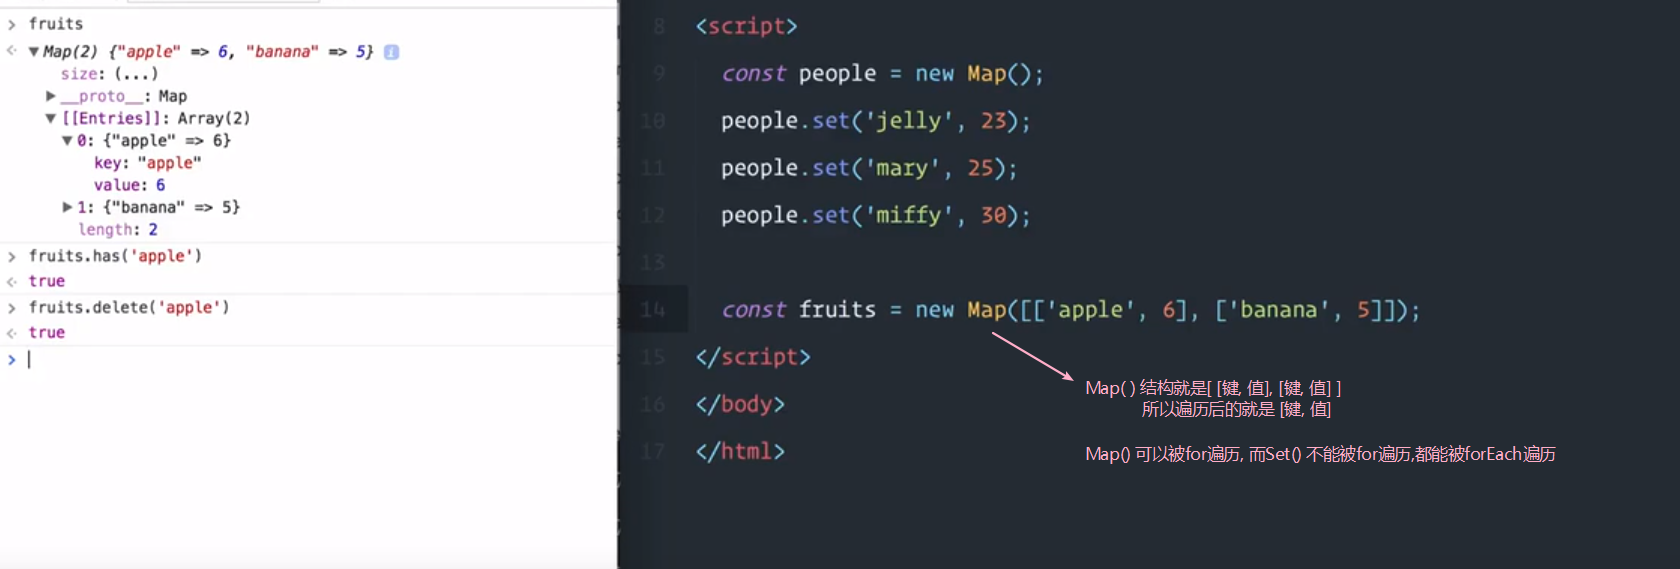 fruits
Map(2) {"apple" => 6, "banana" => 5} i
size: (...)
__proto__: Map
[[Entries]]: Array(2)
0: {"apple" => 6}
key: "apple"
value: 6
1: {"banana" => 5}
length: 2
fruits.has('apple')
true
fruits.delete('apple')
true
8 <script>
9 const people = new Map();
10 people.set('jelly', 23);
11 people.set('mary', 25);
12 people.set('miffy', 30);
13
14 const fruits = new Map([['apple', 6], ['banana', 5]]);
15 </script>
16 </body>
17 </html>
Map( ) 结构就是[ [键, 值], [键, 值] ]
所以遍历后的就是 [键, 值]
Map() 可以被for遍历, 而Set() 不能被for遍历,都能被forEach遍历